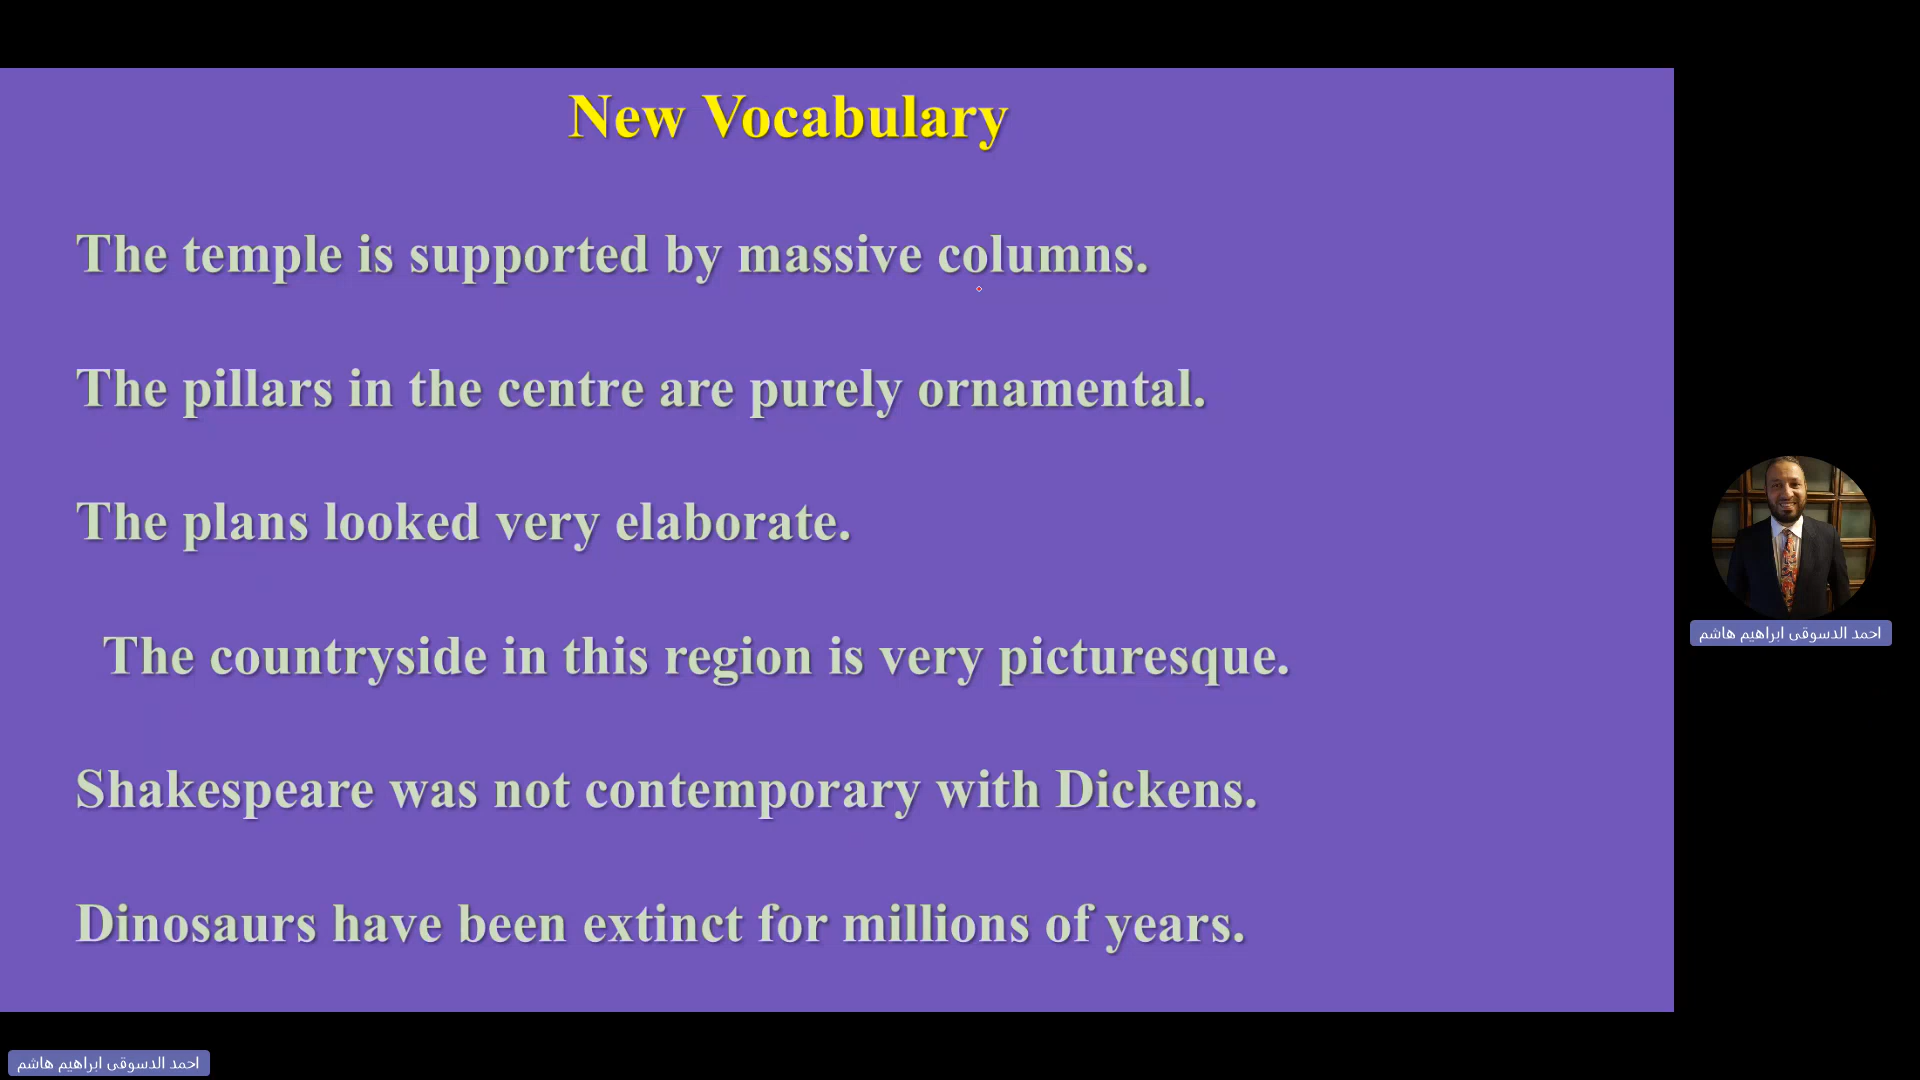 New Vocabulary
The temple is supported by massive columns.
The pillars in the centre are purely ornamental.
The plans looked very elaborate.
The countryside in this region is very picturesque.
Shakespeare was not contemporary with Dickens.
Dinosaurs have been extinct for millions of years.
احمد الدسوقى ابراهيم هاشم
احمد الدسوقى ابراهيم هاشم